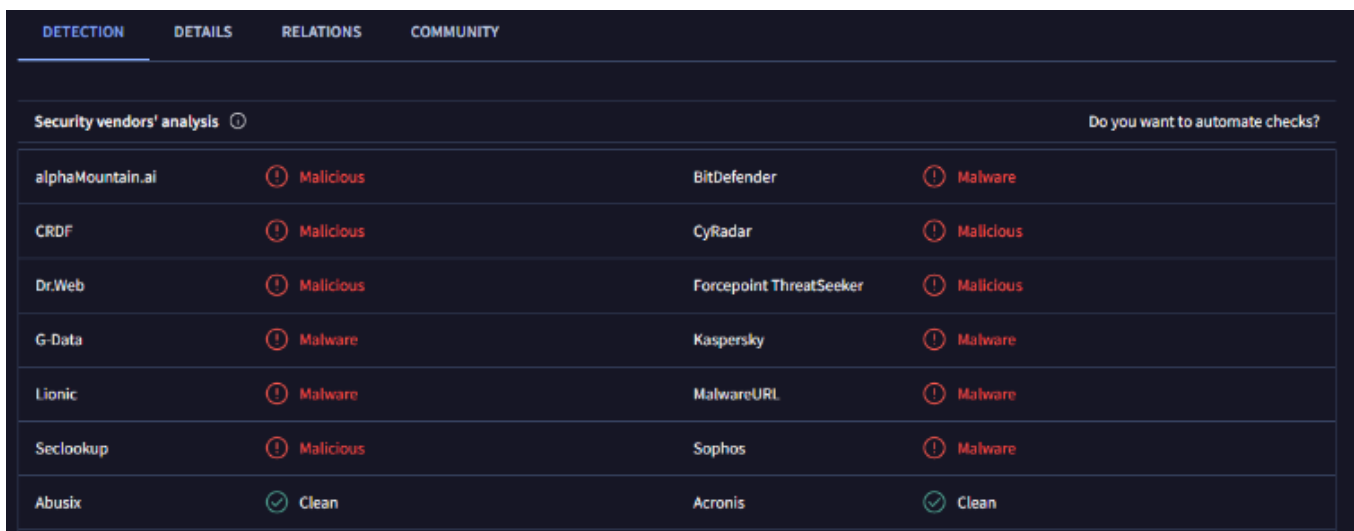 DETECTION DETAILS RELATIONS COMMUNITY
Security vendors' analysis Do you want to automate checks?
alphaMountain.ai Malicious BitDefender Malware
CRDF Malicious CyRadar Malicious
Dr.Web Malicious Forcepoint ThreatSeeker Malicious
G-Data Malware Kaspersky Malware
Lionic Malware MalwareURL Malware
Seclookup Malicious Sophos Malware
Abusix Clean Acronis Clean